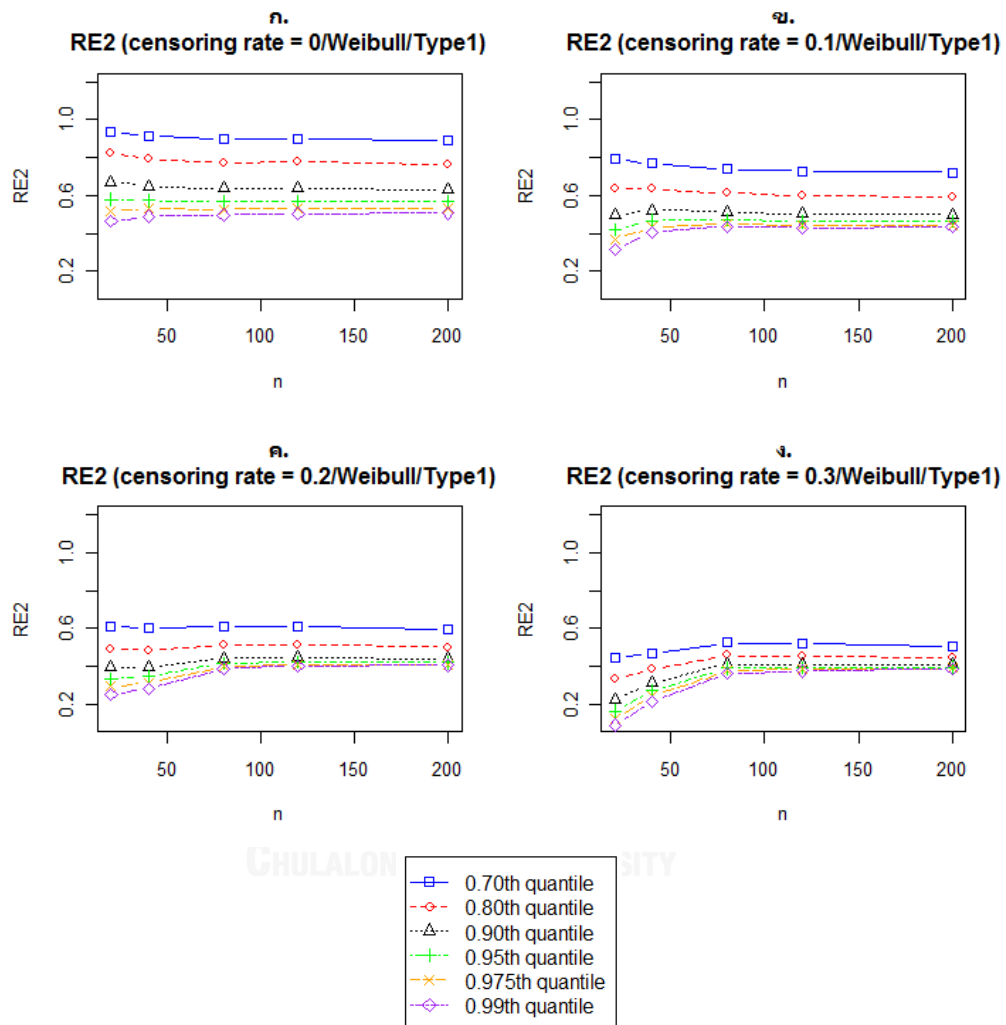 ก.
RE2 (censoring rate = 0/Weibull/Type1)
RE2
1.0
0.6
0.2
50 100 150 200
n
ข.
RE2 (censoring rate = 0.1/Weibull/Type1)
RE2
1.0
0.6
0.2
50 100 150 200
n
ค.
RE2 (censoring rate = 0.2/Weibull/Type1)
RE2
1.0
0.6
0.2
50 100 150 200
n
ง.
RE2 (censoring rate = 0.3/Weibull/Type1)
RE2
1.0
0.6
0.2
50 100 150 200
n
CHULALON SITY
0.70th quantile
0.80th quantile
0.90th quantile
0.95th quantile
0.975th quantile
0.99th quantile